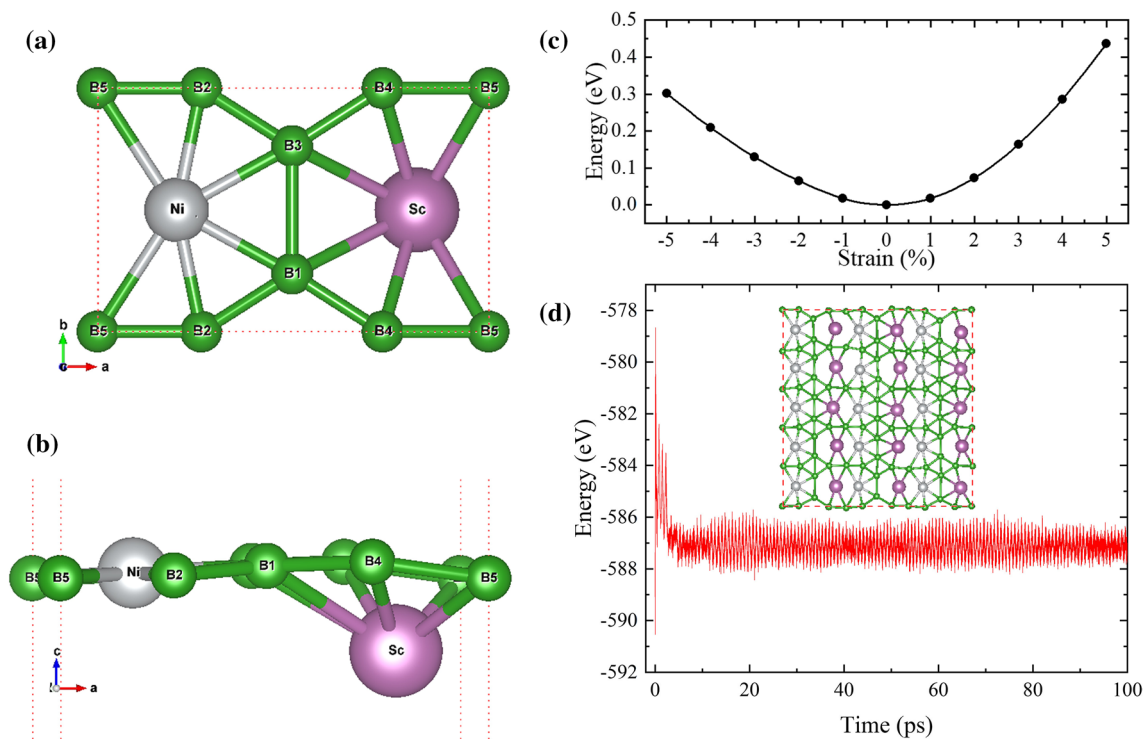 (a)
B5 B2 B4 B5
B3
Ni Sc
B1
B5 B2 B4 B5
b
a
(b)
B5 B5 Ni B2 B1 B4 B5
Sc
c
a
(c)
Energy (eV)
0.5
0.4
0.3
0.2
0.1
0.0
-5 -4 -3 -2 -1 0 1 2 3 4 5
Strain (%)
(d)
Energy (eV)
-578
-580
-582
-584
-586
-588
-590
-592
0 20 40 60 80 100
Time (ps)